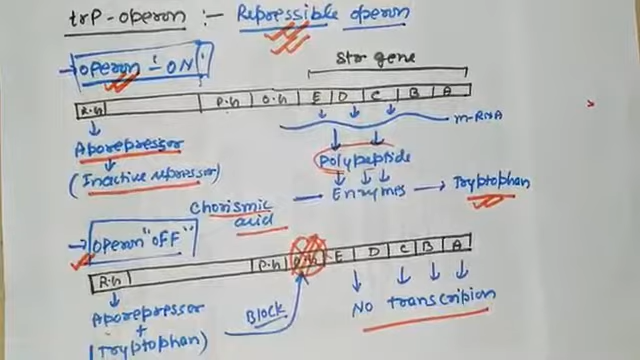 trp-operon :- Repressible operon
operon 'ON'
Str gene
R.h P.h O.h E D C B A
m-RNA
Aporepressor
(Inactive repressor)
Polypeptide
Chorismic acid
Enzymes → Tryptophan
operon "OFF"
R.h P.h O.h E D C B A
Aporepressor
+
(Tryptophan)
Block
No transcription